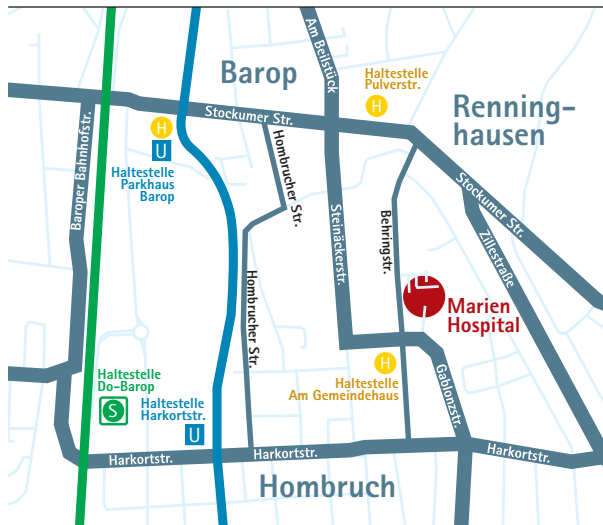 Am Beilstück
Barop
Haltestelle
Pulverstr.
H
Renning-
hausen
Stockumer Str.
H
U
Haltestelle
Parkhaus
Barop
Baroper Bahnhofstr.
Hombrucher Str.
Stockumer Str.
Steinäckerstr.
Behringstr.
Zillestraße
Hombrucher Str.
Marien
Hospital
H
Haltestelle
Am Gemeindehaus
Gablonzstr.
Haltestelle
Do-Barop
S
Haltestelle
Harkortstr.
U
Harkortstr.
Harkortstr.
Harkortstr.
Hombruch